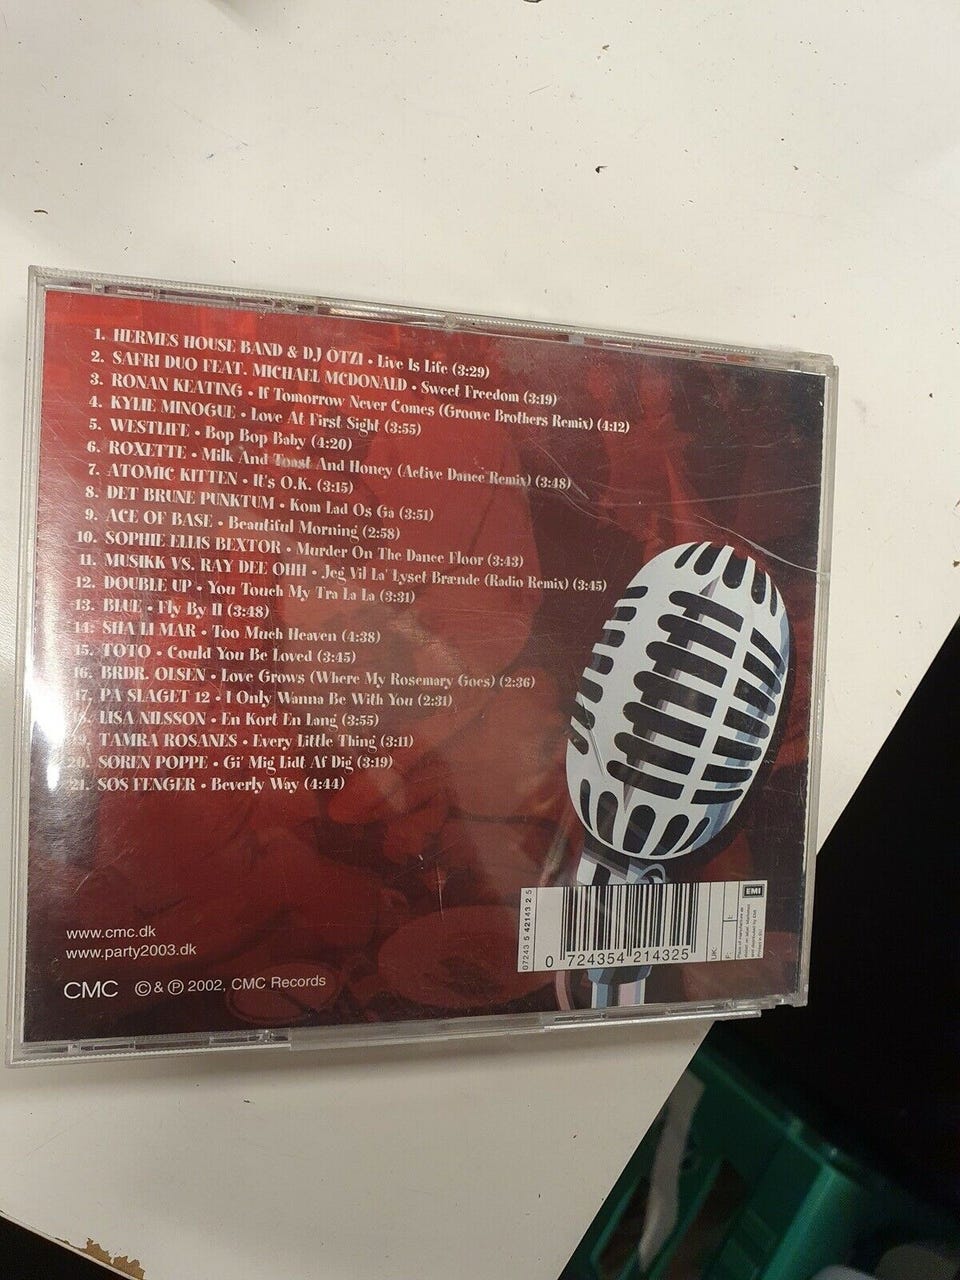 1. HERMES HOUSE BAND & DJ ÖTZI • Live Is Life (3:29)
2. SAFRI DUO FEAT. MICHAEL MCDONALD • Sweet Freedom (3:19)
3. RONAN KEATING • If Tomorrow Never Comes (Groove Brothers Remix) (4:12)
4. KYLIE MINOGUE • Love At First Sight (3:55)
5. WESTLIFE • Bop Bop Baby (4:20)
6. ROXETTE • Milk And Toast And Honey (Active Dance Remix) (3:48)
7. ATOMIC KITTEN • It's O.K. (3:15)
8. DET BRUNE PUNKTUM • Kom Lad Os Ga (3:51)
9. ACE OF BASE • Beautiful Morning (2:58)
10. SOPHIE ELLIS BEXTOR • Murder On The Dance Floor (3:43)
11. MUSIKK VS. RAY DEE OHH • Jeg Vil La' Lyset Brænde (Radio Remix) (3:45)
12. DOUBLE UP • You Touch My Tra La La (3:31)
13. BLUE • Fly By II (3:48)
14. SHA LI MAR • Too Much Heaven (4:38)
15. TOTO • Could You Be Loved (3:45)
16. BRDR. OLSEN • Love Grows (Where My Rosemary Goes) (2:36)
17. PÅ SLAGET 12 • I Only Wanna Be With You (2:31)
18. LISA NILSSON • En Kort En Lang (3:55)
19. TAMRA ROSANES • Every Little Thing (3:11)
20. SØREN POPPE • Gi' Mig Lidt Af Dig (3:19)
21. SØS FENGER • Beverly Way (4:44)
www.cmc.dk
www.party2003.dk
CMC © & ℗ 2002, CMC Records
07243 5 42143 2 5
0 724354 214325
UK:
F:
EMI